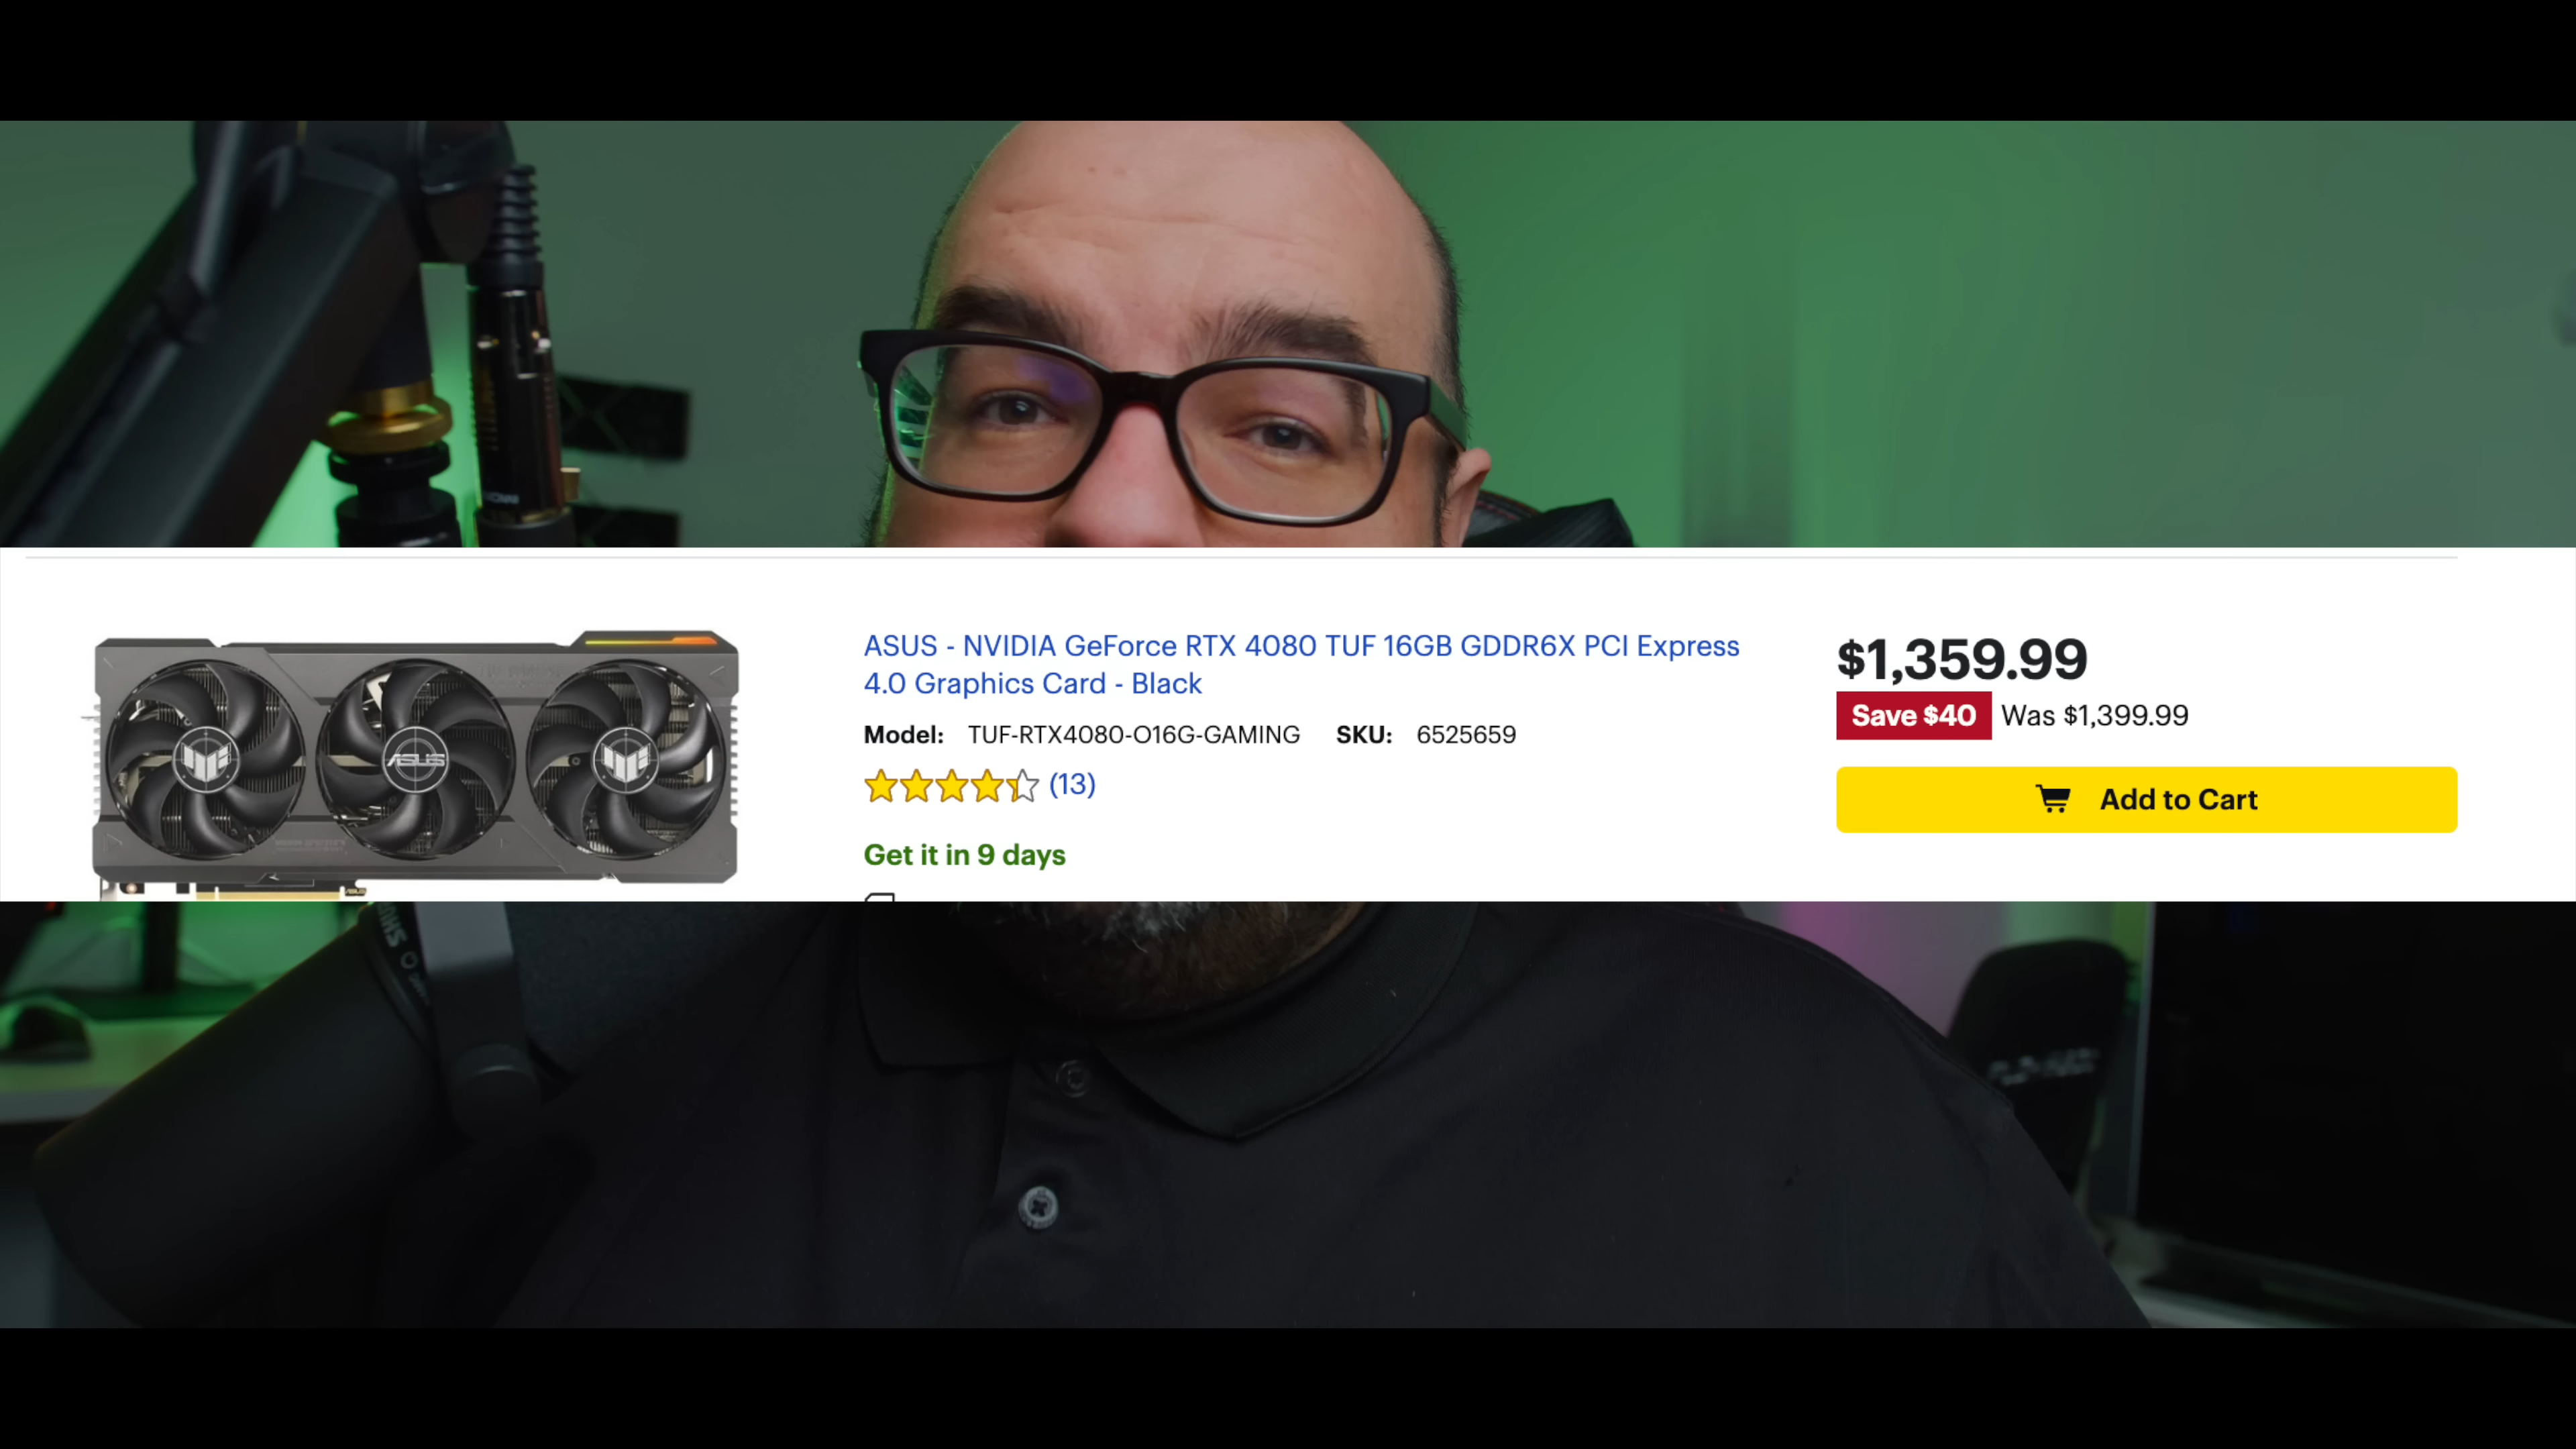 ASUS - NVIDIA GeForce RTX 4080 TUF 16GB GDDR6X PCI Express
4.0 Graphics Card - Black
Model: TUF-RTX4080-O16G-GAMING SKU: 6525659
(13)
Get it in 9 days
$1,359.99
Save $40 Was $1,399.99
Add to Cart
ASUS